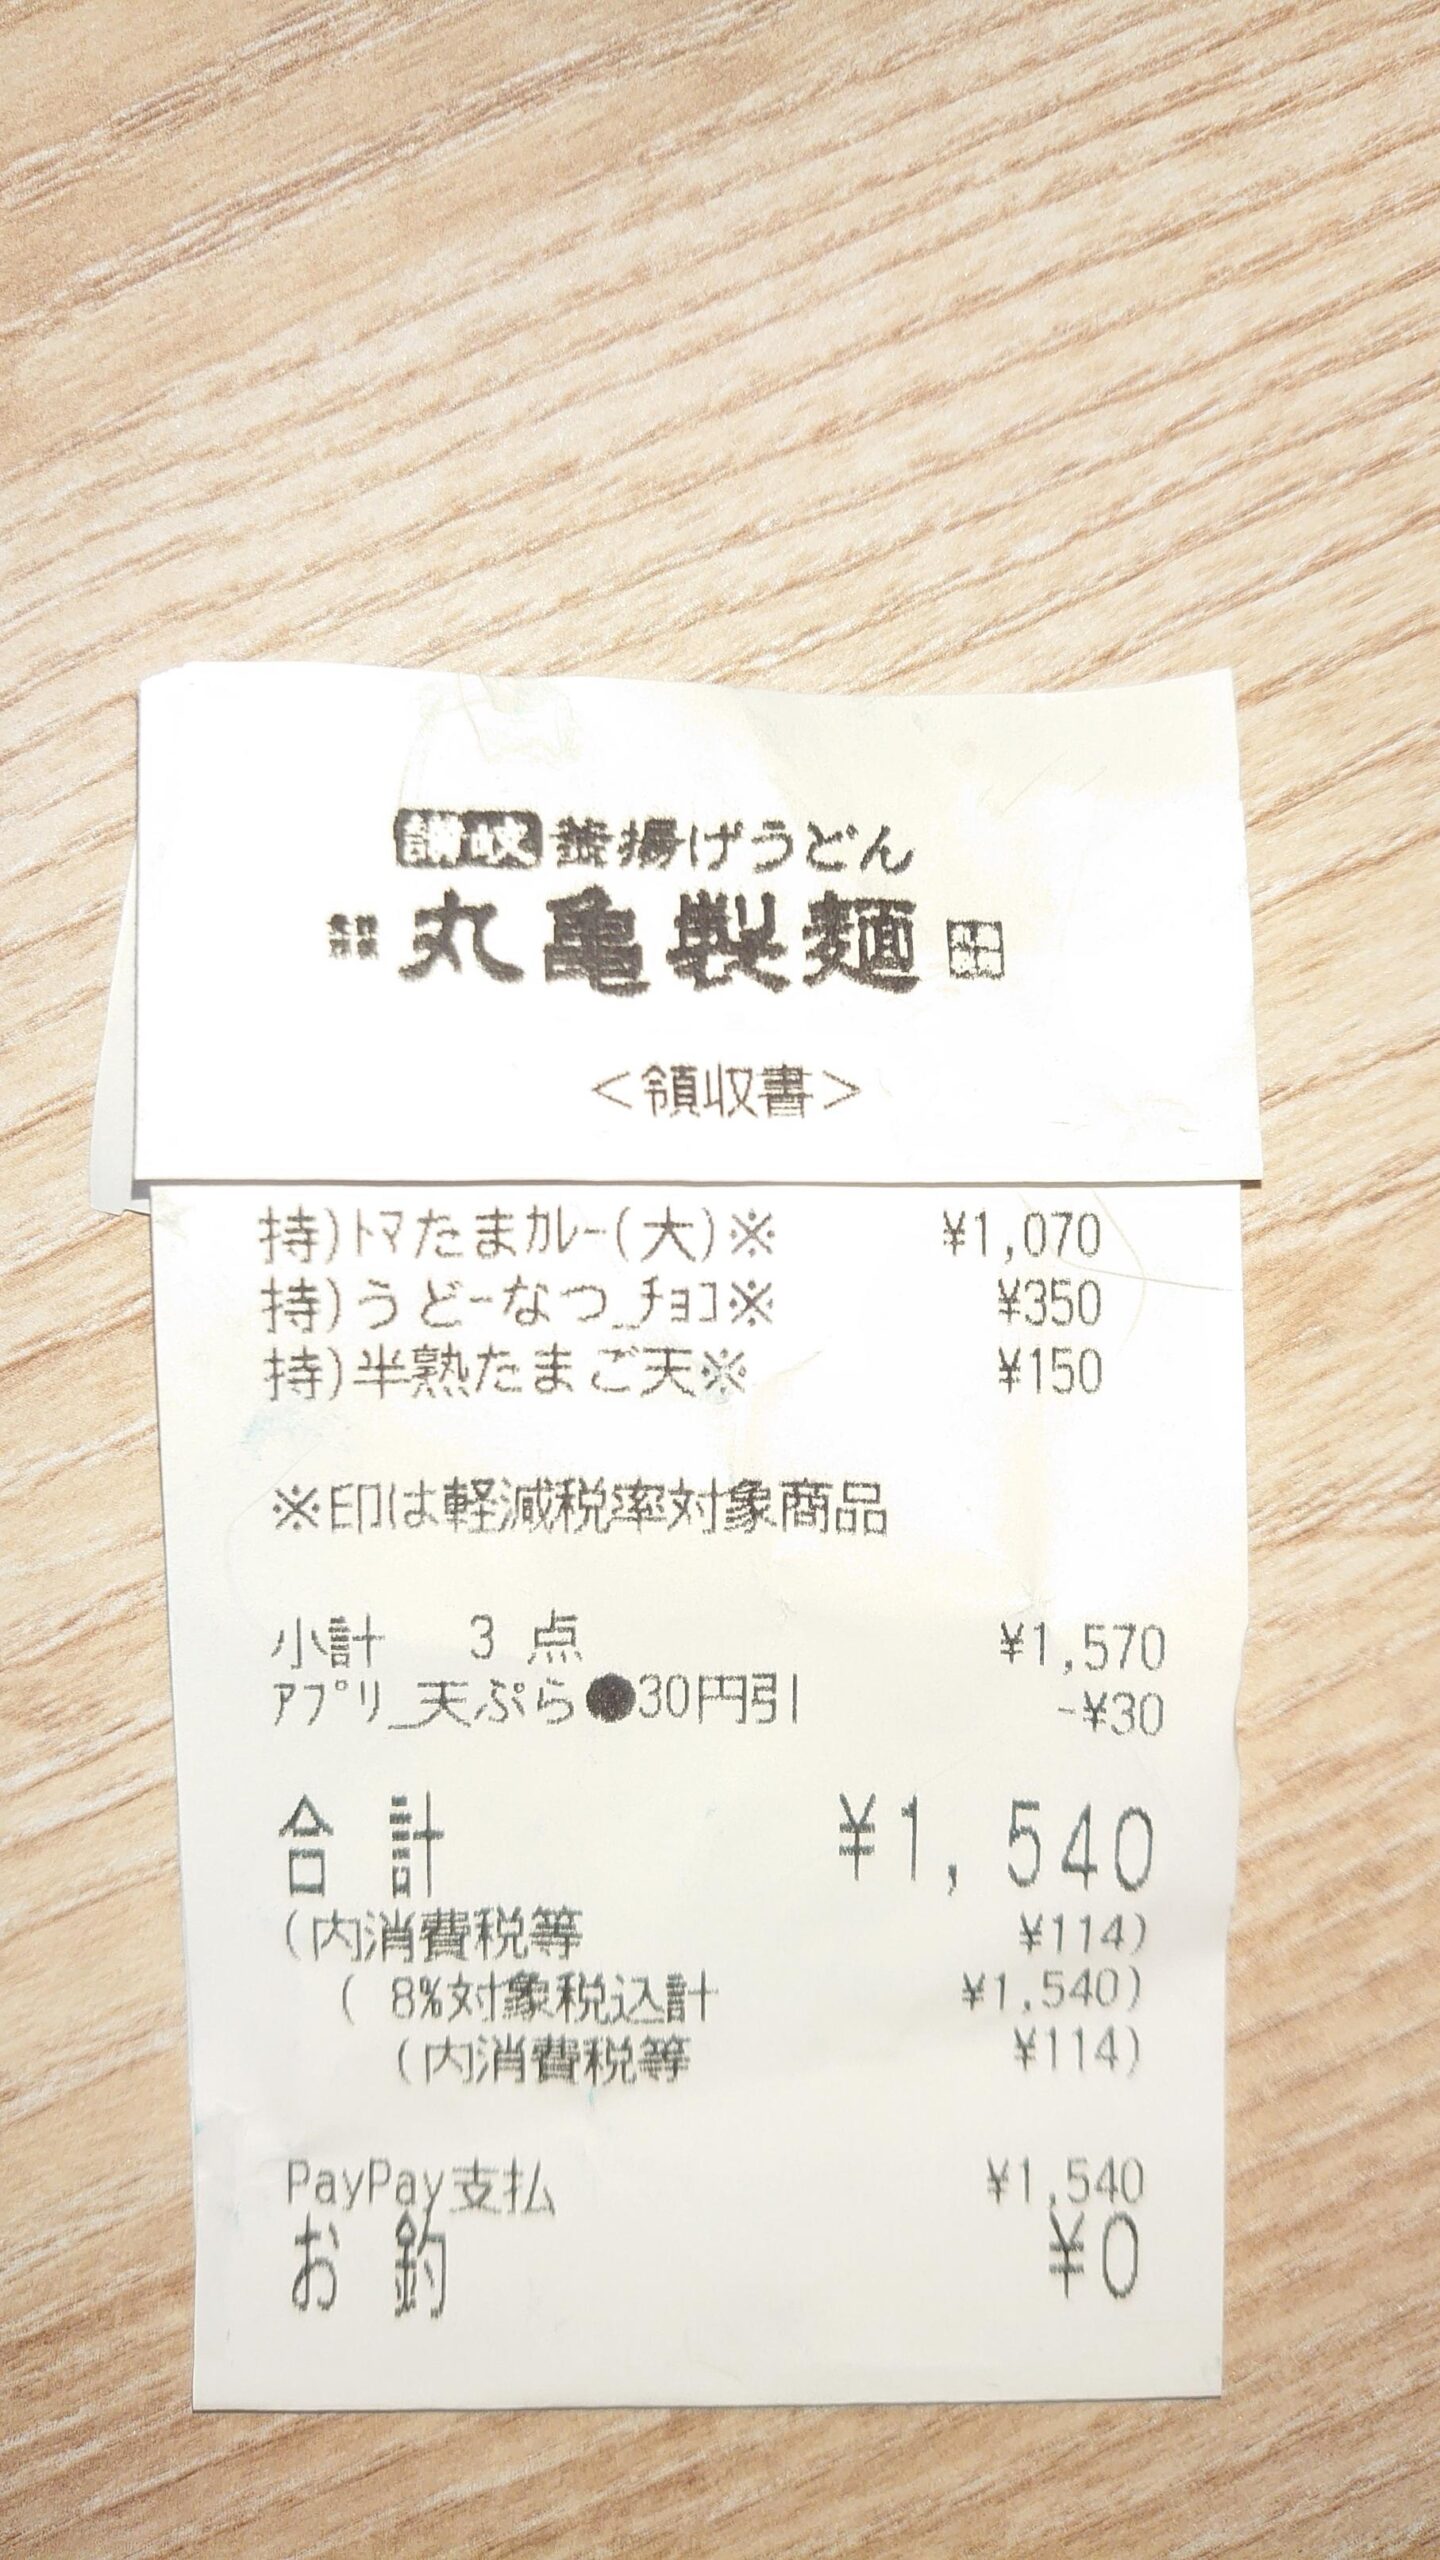 讃岐 釜揚げうどん
丸亀製麺
<領収書>
持)ﾄﾏたまｶﾚｰ(大)※ ¥1,070
持)うどーなつ_ﾁｮｺ※ ¥350
持)半熟たまご天※ ¥150
※印は軽減税率対象商品
小計 3 点 ¥1,570
ｱﾌﾟﾘ_天ぷら●30円引 -¥30
合 計 ¥1,540
(内消費税等 ¥114)
( 8%対象税込計 ¥1,540)
(内消費税等 ¥114)
PayPay支払 ¥1,540
お 釣 ¥0